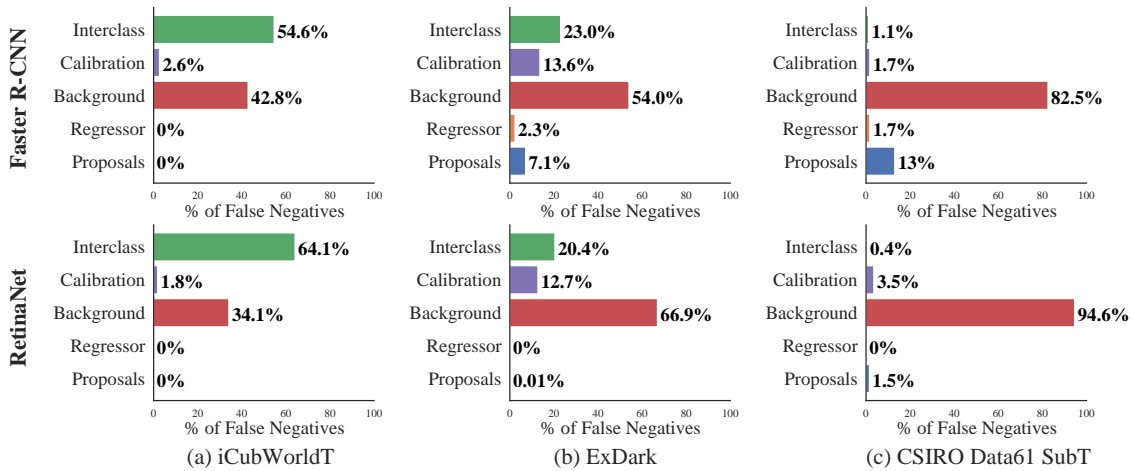 Faster R-CNN
Interclass 54.6%
Calibration 2.6%
Background 42.8%
Regressor 0%
Proposals 0%
0 20 40 60 80 100
% of False Negatives
Interclass 23.0%
Calibration 13.6%
Background 54.0%
Regressor 2.3%
Proposals 7.1%
0 20 40 60 80 100
% of False Negatives
Interclass 1.1%
Calibration 1.7%
Background 82.5%
Regressor 1.7%
Proposals 13%
0 20 40 60 80 100
% of False Negatives
RetinaNet
Interclass 64.1%
Calibration 1.8%
Background 34.1%
Regressor 0%
Proposals 0%
0 20 40 60 80 100
% of False Negatives
(a) iCubWorldT
Interclass 20.4%
Calibration 12.7%
Background 66.9%
Regressor 0%
Proposals 0.01%
0 20 40 60 80 100
% of False Negatives
(b) ExDark
Interclass 0.4%
Calibration 3.5%
Background 94.6%
Regressor 0%
Proposals 1.5%
0 20 40 60 80 100
% of False Negatives
(c) CSIRO Data61 SubT